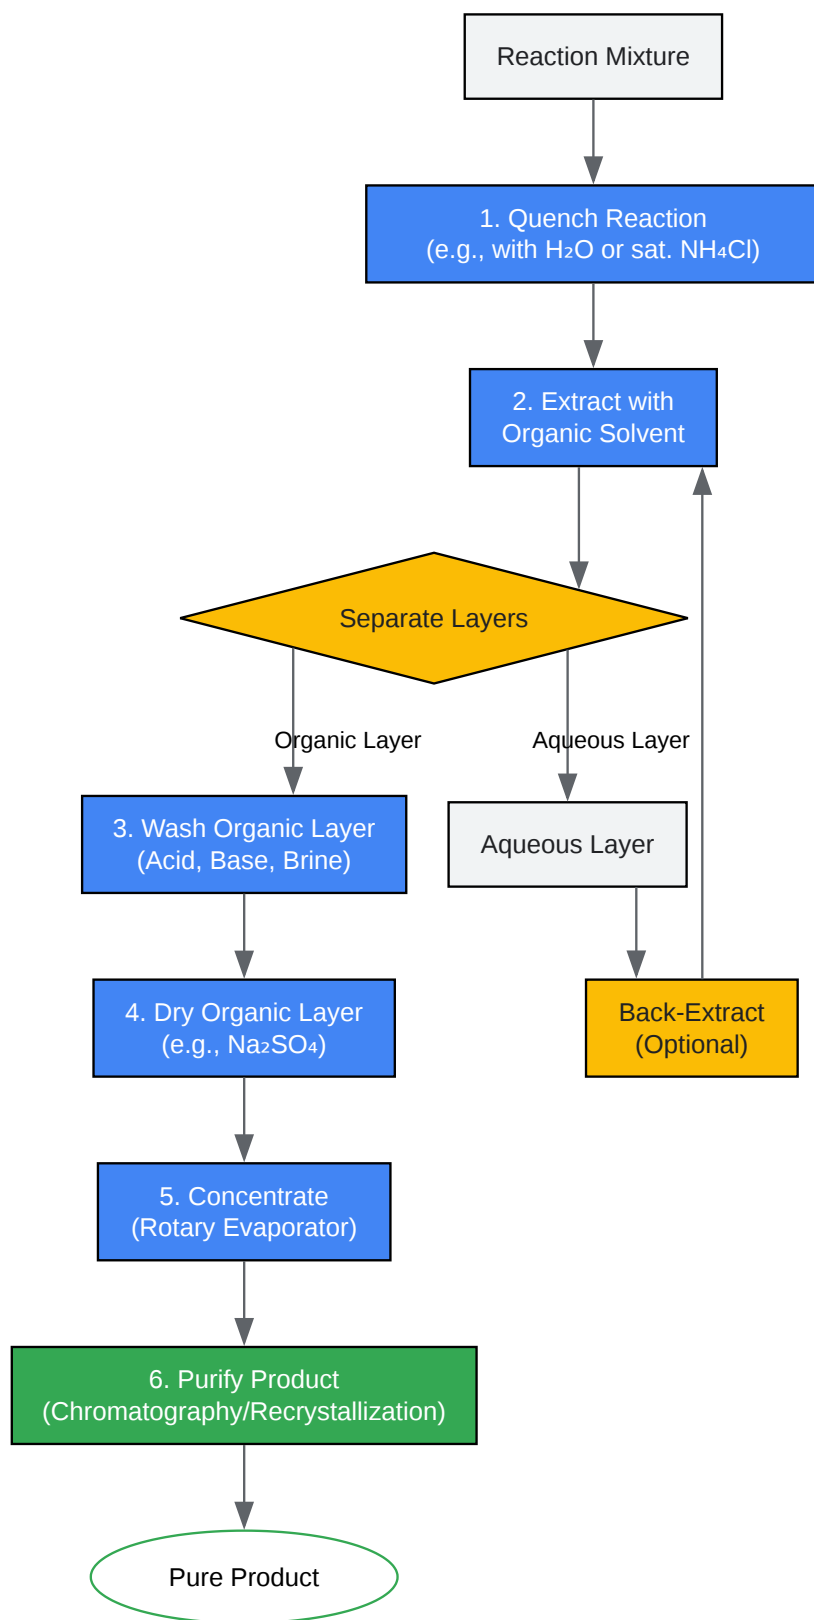 Reaction Mixture
1. Quench Reaction
(e.g., with H₂O or sat. NH₄Cl)
2. Extract with
Organic Solvent
Separate Layers
Organic Layer
Aqueous Layer
3. Wash Organic Layer
(Acid, Base, Brine)
Aqueous Layer
4. Dry Organic Layer
(e.g., Na₂SO₄)
Back-Extract
(Optional)
5. Concentrate
(Rotary Evaporator)
6. Purify Product
(Chromatography/Recrystallization)
Pure Product